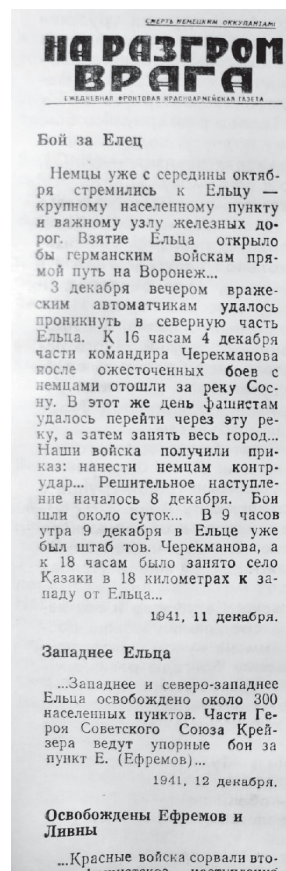 СМЕРТЬ НЕМЕЦКИМ ОККУПАНТАМ!
НА РАЗГРОМ
ВРАГА
ЕЖЕДНЕВНАЯ ФРОНТОВАЯ КРАСНОАРМЕЙСКАЯ ГАЗЕТА
Бой за Елец
Немцы уже с середины октяб-
ря стремились к Ельцу —
крупному населенному пункту
и важному узлу железных до-
рог. Взятие Ельца открыло
бы германским войскам пря-
мой путь на Воронеж...
3 декабря вечером враже-
ским автоматчикам удалось
проникнуть в северную часть
Ельца. К 16 часам 4 декабря
части командира Черекманова
после ожесточенных боев с
немцами отошли за реку Сос-
ну. В этот же день фашистам
удалось перейти через эту ре-
ку, а затем занять весь город...
Наши войска получили при-
каз: нанести немцам контр-
удар... Решительное наступле-
ние началось 8 декабря. Бои
шли около суток... В 9 часов
утра 9 декабря в Ельце уже
был штаб тов. Черекманова, а
к 18 часам было занято село
Казаки в 18 километрах к за-
паду от Ельца...
1941, 11 декабря.
Западнее Ельца
...Западнее и северо-западнее
Ельца освобождено около 300
населенных пунктов. Части Ге-
роя Советского Союза Крей-
зера ведут упорные бои за
пункт Е. (Ефремов)...
1941, 12 декабря.
Освобождены Ефремов и
Ливны
...Красные войска сорвали вто-